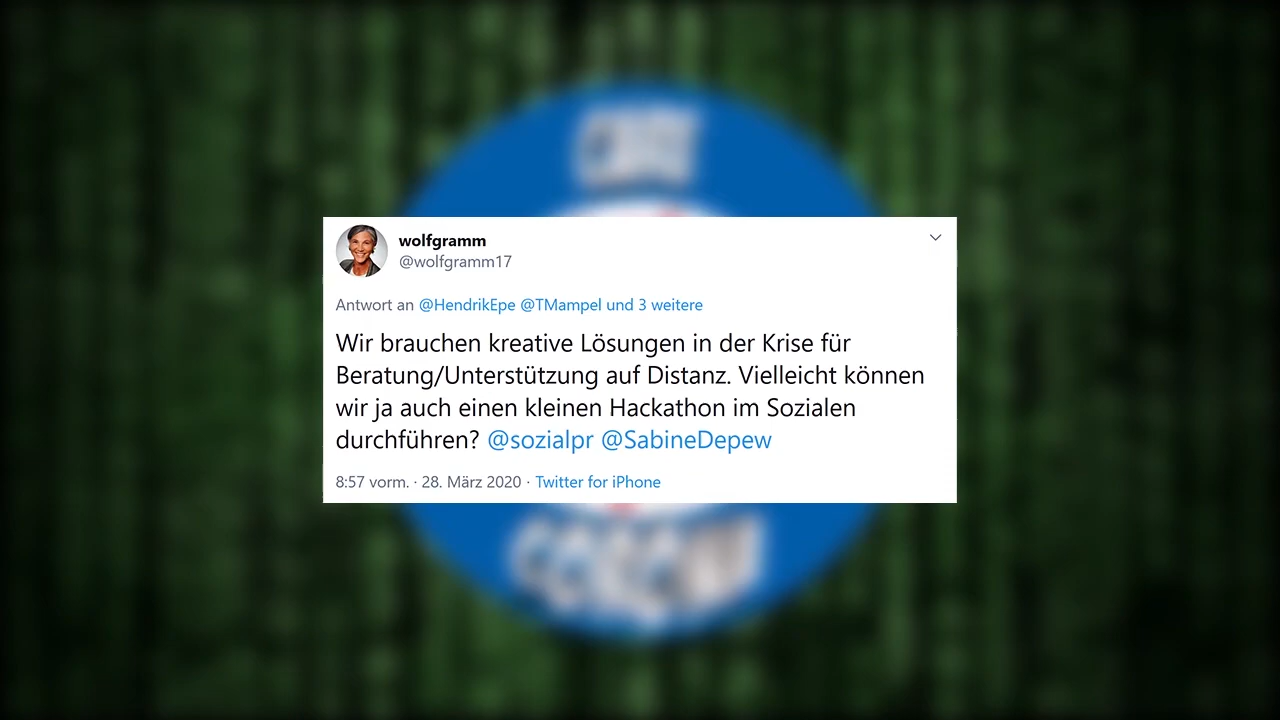 wolfgramm
@wolfgramm17
Antwort an @HendrikEpe @TMampel und 3 weitere
Wir brauchen kreative Lösungen in der Krise für
Beratung/Unterstützung auf Distanz. Vielleicht können
wir ja auch einen kleinen Hackathon im Sozialen
durchführen? @sozialpr @SabineDepew
8:57 vorm. · 28. März 2020 · Twitter for iPhone